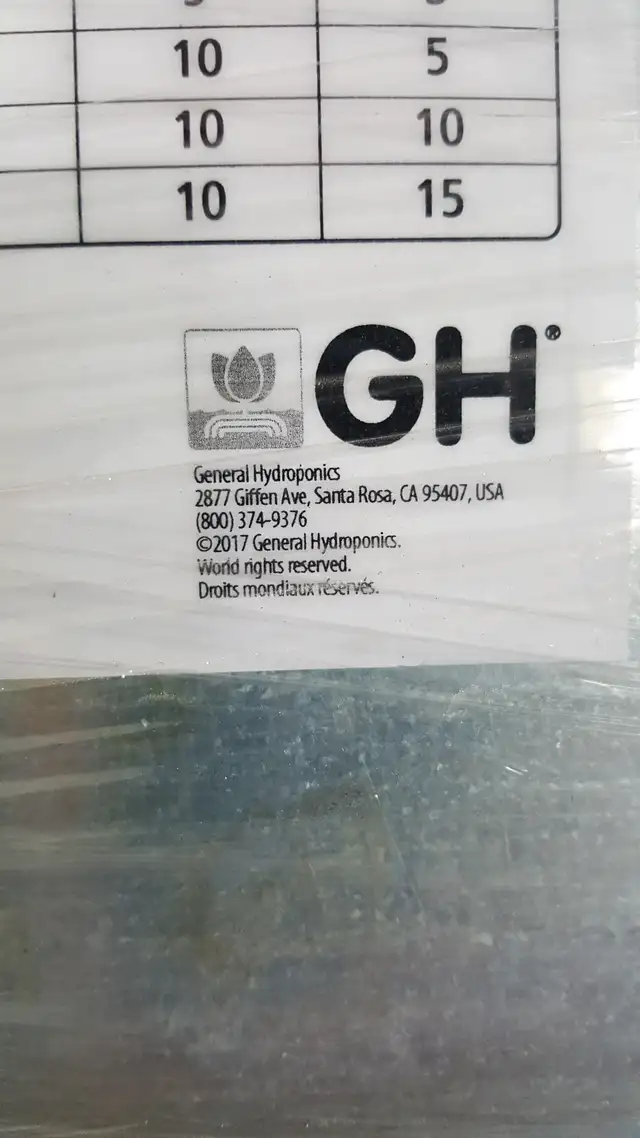 10 5
10 10
10 15
GH®
General Hydroponics
2877 Giffen Ave, Santa Rosa, CA 95407, USA
(800) 374-9376
©2017 General Hydroponics.
World rights reserved.
Droits mondiaux réservés.